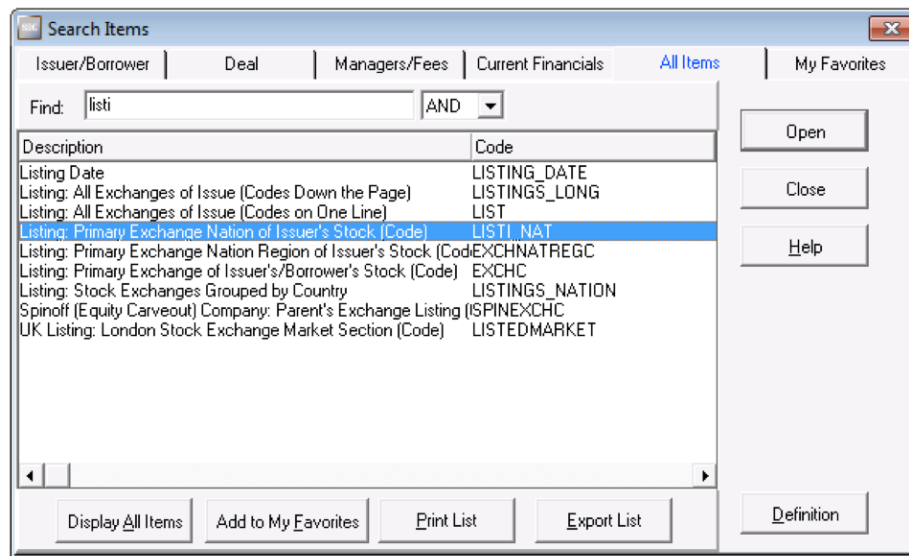 SDC Search Items
Issuer/Borrower Deal Managers/Fees Current Financials All Items My Favorites
Find: listi AND
Open
Description Code
Listing Date LISTING_DATE
Listing: All Exchanges of Issue (Codes Down the Page) LISTINGS_LONG
Close
Listing: All Exchanges of Issue (Codes on One Line) LIST
Listing: Primary Exchange Nation of Issuer's Stock (Code) LISTI_NAT
Help
Listing: Primary Exchange Nation Region of Issuer's Stock (Code EXCHNATREGC
Listing: Primary Exchange of Issuer's/Borrower's Stock (Code) EXCHC
Listing: Stock Exchanges Grouped by Country LISTINGS_NATION
Spinoff (Equity Carveout) Company: Parent's Exchange Listing ( SPINEXCHC
UK Listing: London Stock Exchange Market Section (Code) LISTEDMARKET
Display All Items Add to My Favorites Print List Export List Definition